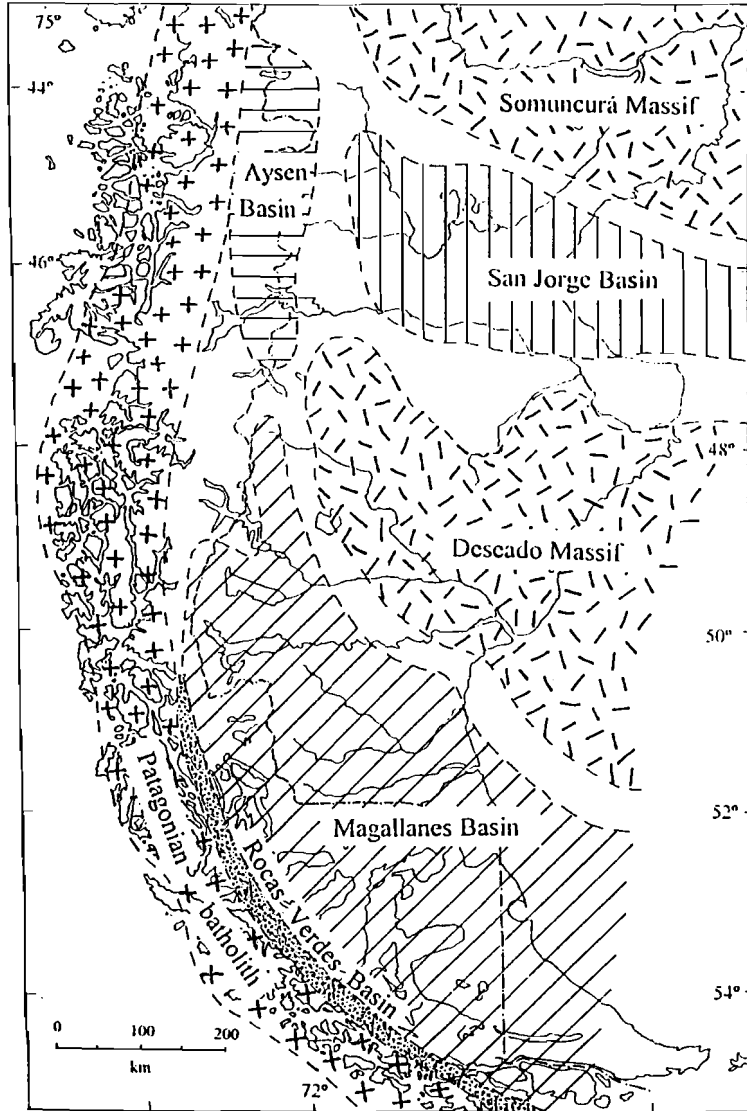 75°
44°
Somuncurá Massif
Aysen
Basin
46°
San Jorge Basin
48°
Deseado Massif
50°
52°
Magallanes Basin
Patagonian
batholith
Rocas Verdes Basin
54°
0 100 200
km
72°